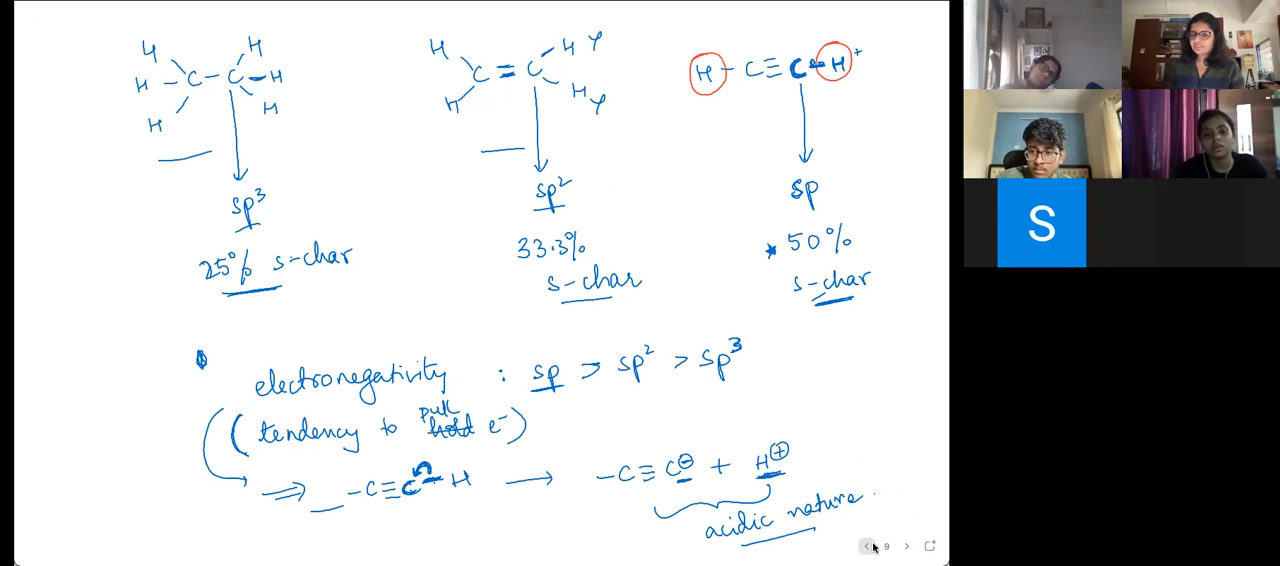 H H
H - C - C - H
H H
H H Y
C = C
H H Y
H - C ≡ C - H +
sp³
25% s-char
sp²
33.3%
s-char
sp
* 50%
s-char
electronegativity : sp > sp² > sp³
(tendency to pull hold e⁻)
⇒ - C ≡ C - H → - C ≡ C⊖ + H⊕
acidic nature.
9
S